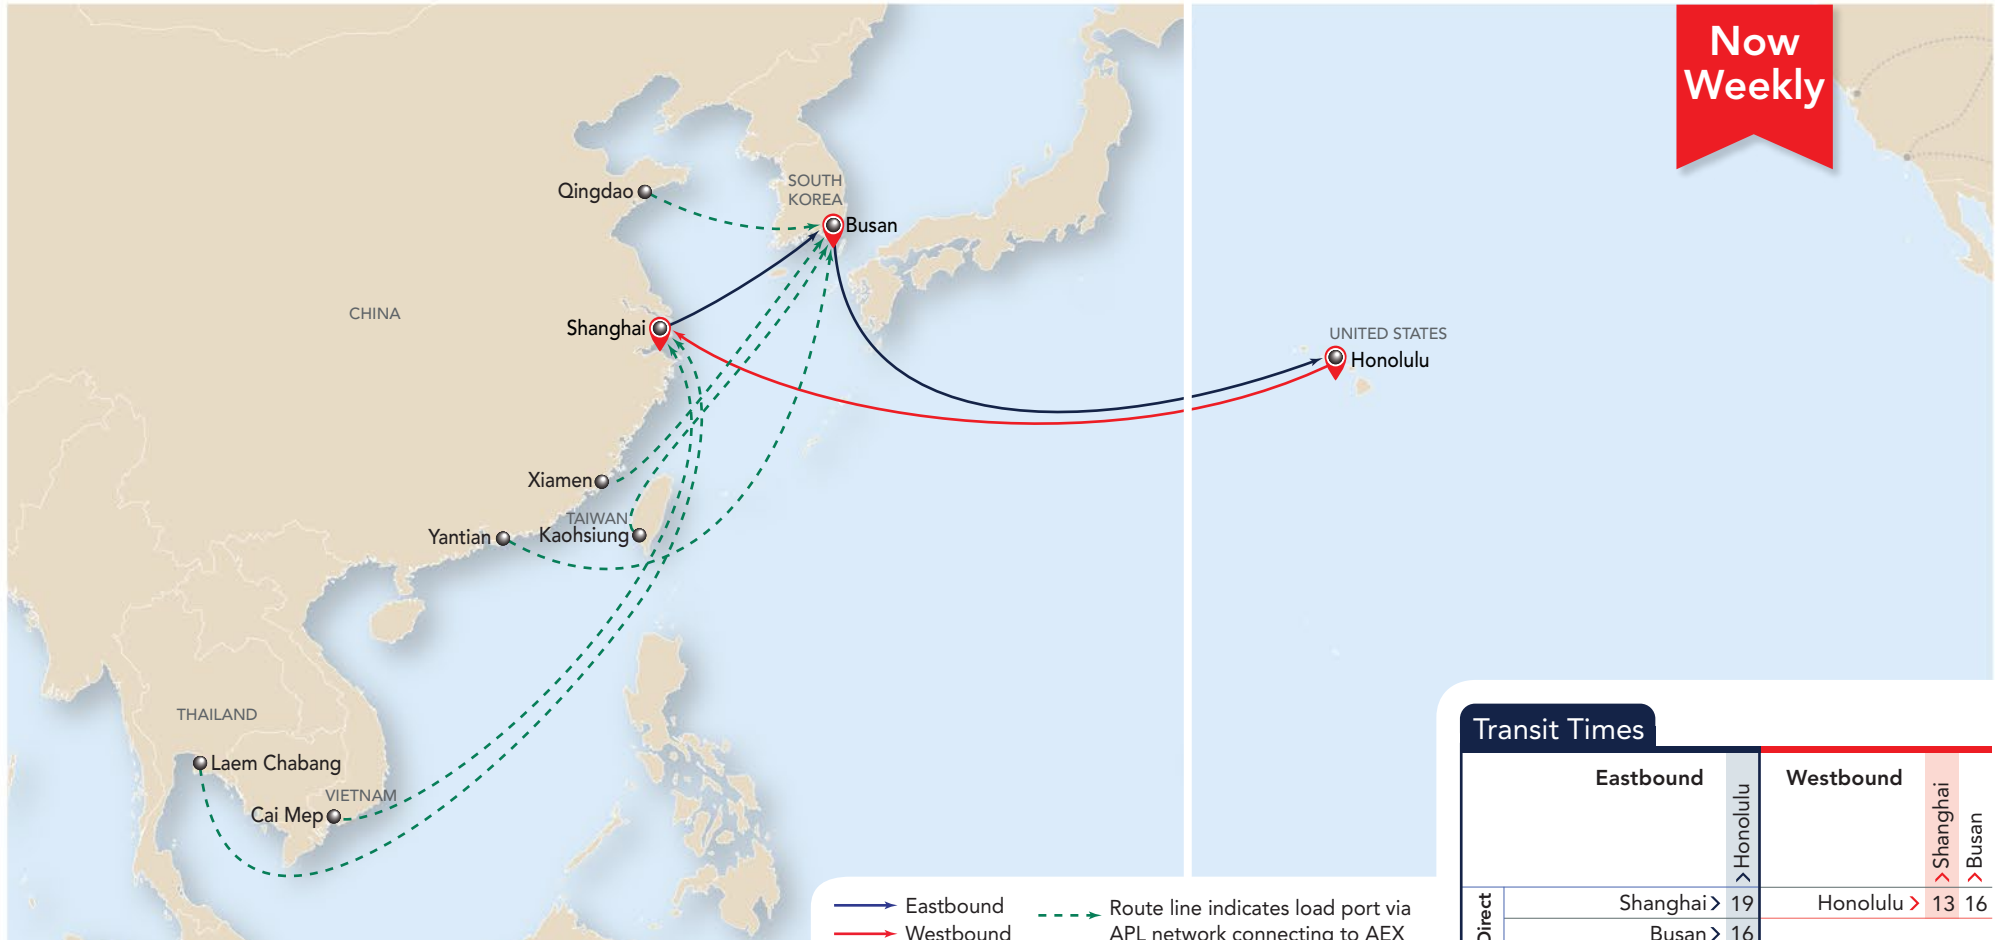 Now
Weekly
Qingdao
SOUTH
KOREA
Busan
CHINA
Shanghai
UNITED STATES
Honolulu
Xiamen
TAIWAN
Yantian
Kaohsiung
THAILAND
Laem Chabang
VIETNAM
Cai Mep
Eastbound
Westbound
Route line indicates load port via
APL network connecting to AEX
Transit Times
Eastbound
> Honolulu
Westbound
> Shanghai
> Busan
Direct
Shanghai > 19
Honolulu > 13 16
Busan > 16